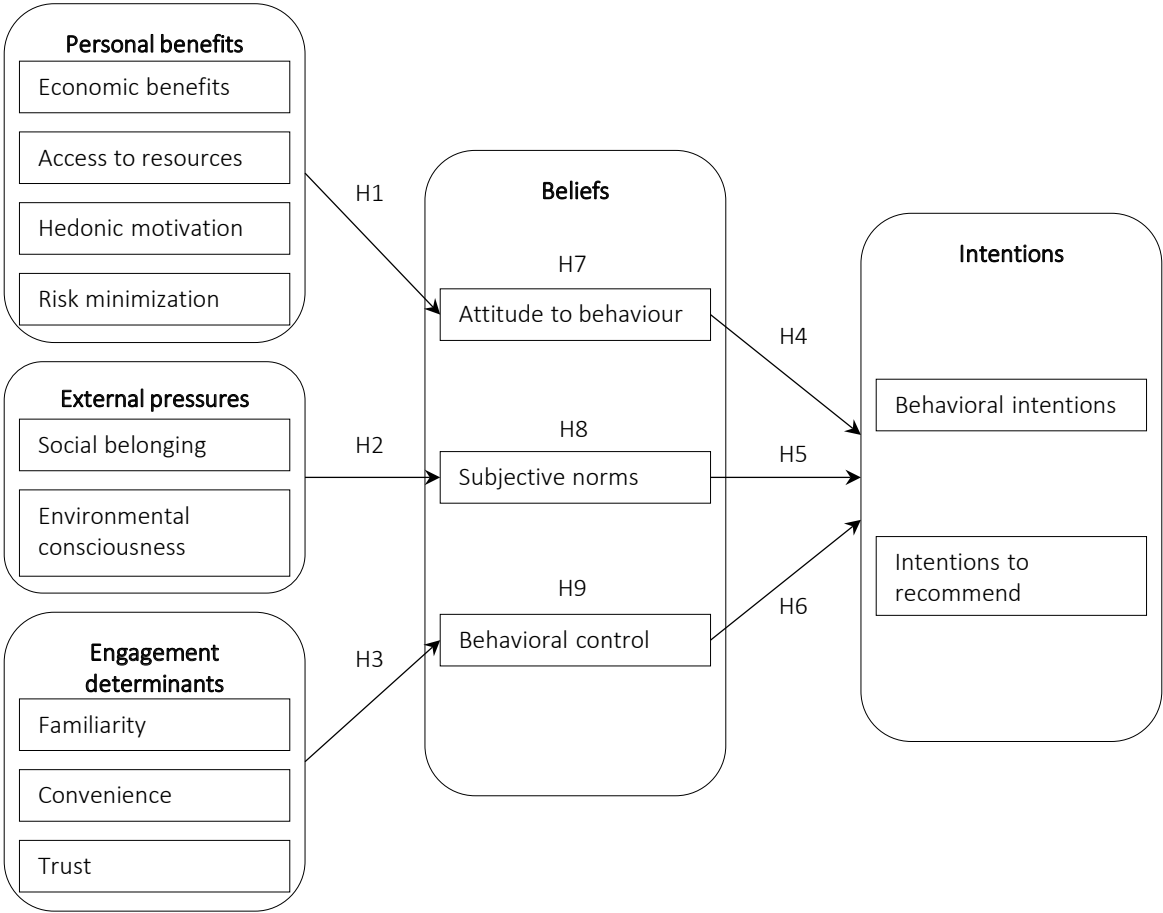 Personal benefits
Economic benefits
Access to resources
Hedonic motivation
Risk minimization
External pressures
Social belonging
Environmental
consciousness
Engagement
determinants
Familiarity
Convenience
Trust
H1
H2
H3
Beliefs
H7
Attitude to behaviour
H8
Subjective norms
H9
Behavioral control
H4
H5
H6
Intentions
Behavioral intentions
Intentions to
recommend